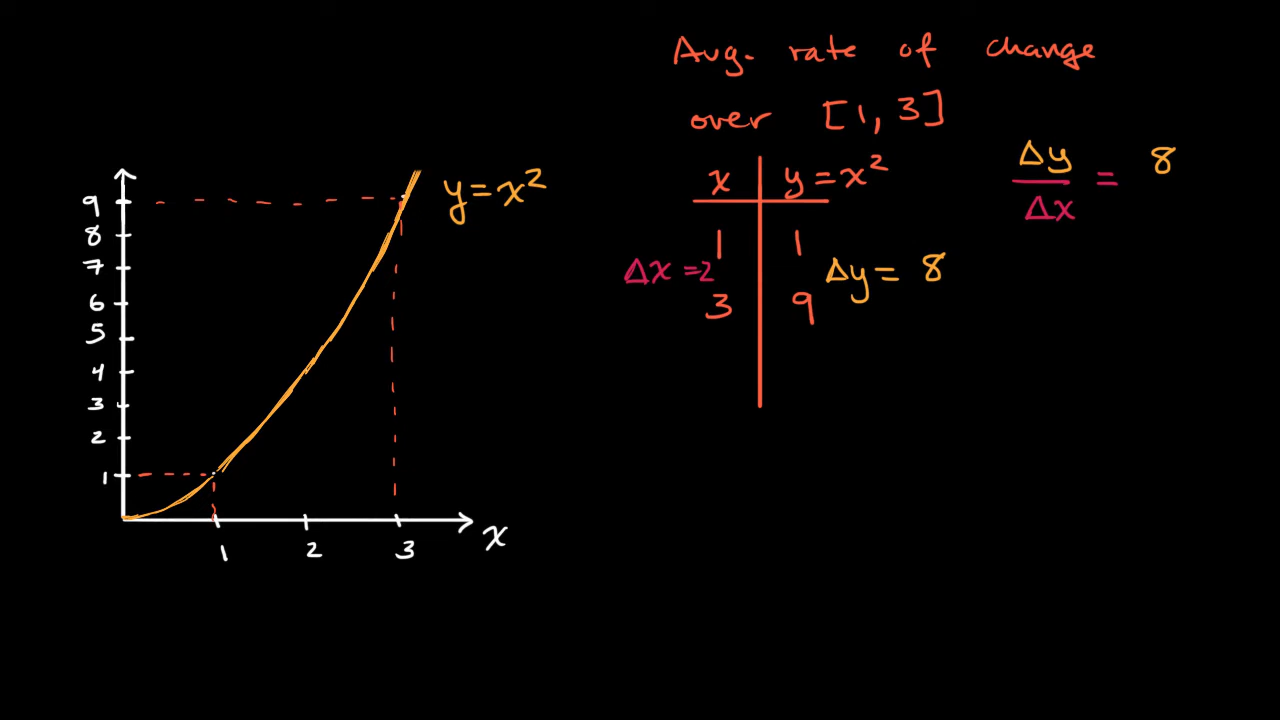 Avg. rate of change
over [1, 3]
Δy
Δx
= 8
x y = x²
1 1
Δx = 2 Δy = 8
3 9
y = x²
9
8
7
6
5
4
3
2
1
1 2 3
x